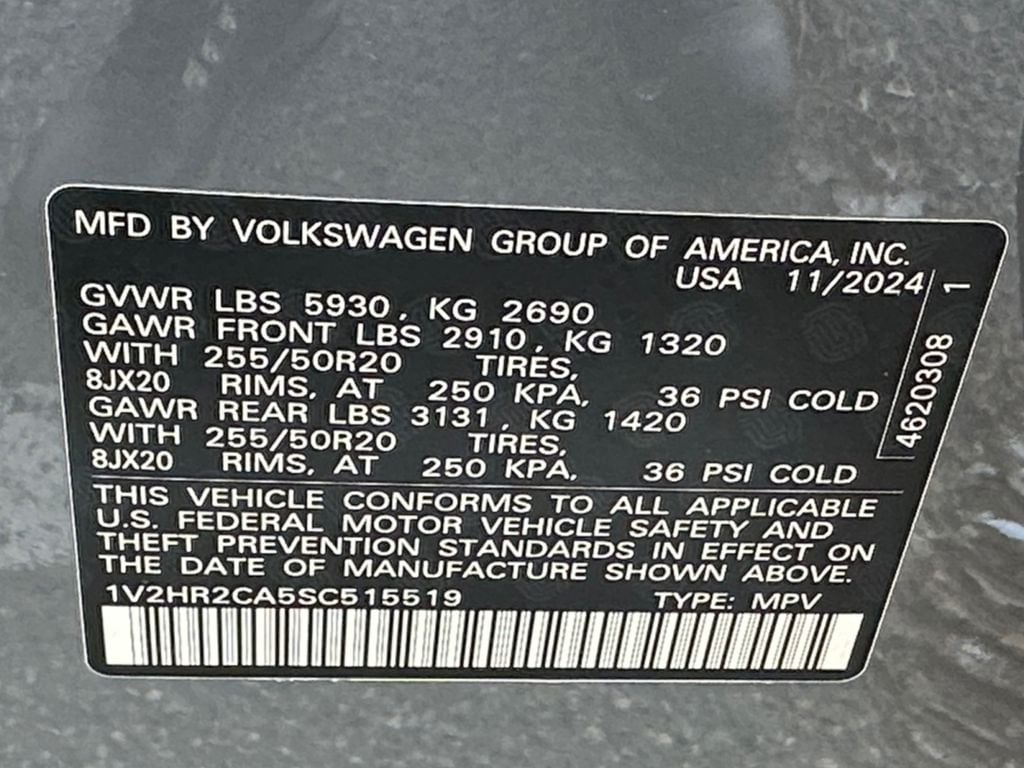 MFD BY VOLKSWAGEN GROUP OF AMERICA, INC.
USA 11/2024
GVWR LBS 5930, KG 2690
GAWR FRONT LBS 2910, KG 1320
WITH 255/50R20 TIRES,
8JX20 RIMS, AT 250 KPA, 36 PSI COLD
GAWR REAR LBS 3131, KG 1420
WITH 255/50R20 TIRES,
8JX20 RIMS, AT 250 KPA, 36 PSI COLD
4620308 1
THIS VEHICLE CONFORMS TO ALL APPLICABLE
U.S. FEDERAL MOTOR VEHICLE SAFETY AND
THEFT PREVENTION STANDARDS IN EFFECT ON
THE DATE OF MANUFACTURE SHOWN ABOVE.
1V2HR2CA5SC515519 TYPE: MPV